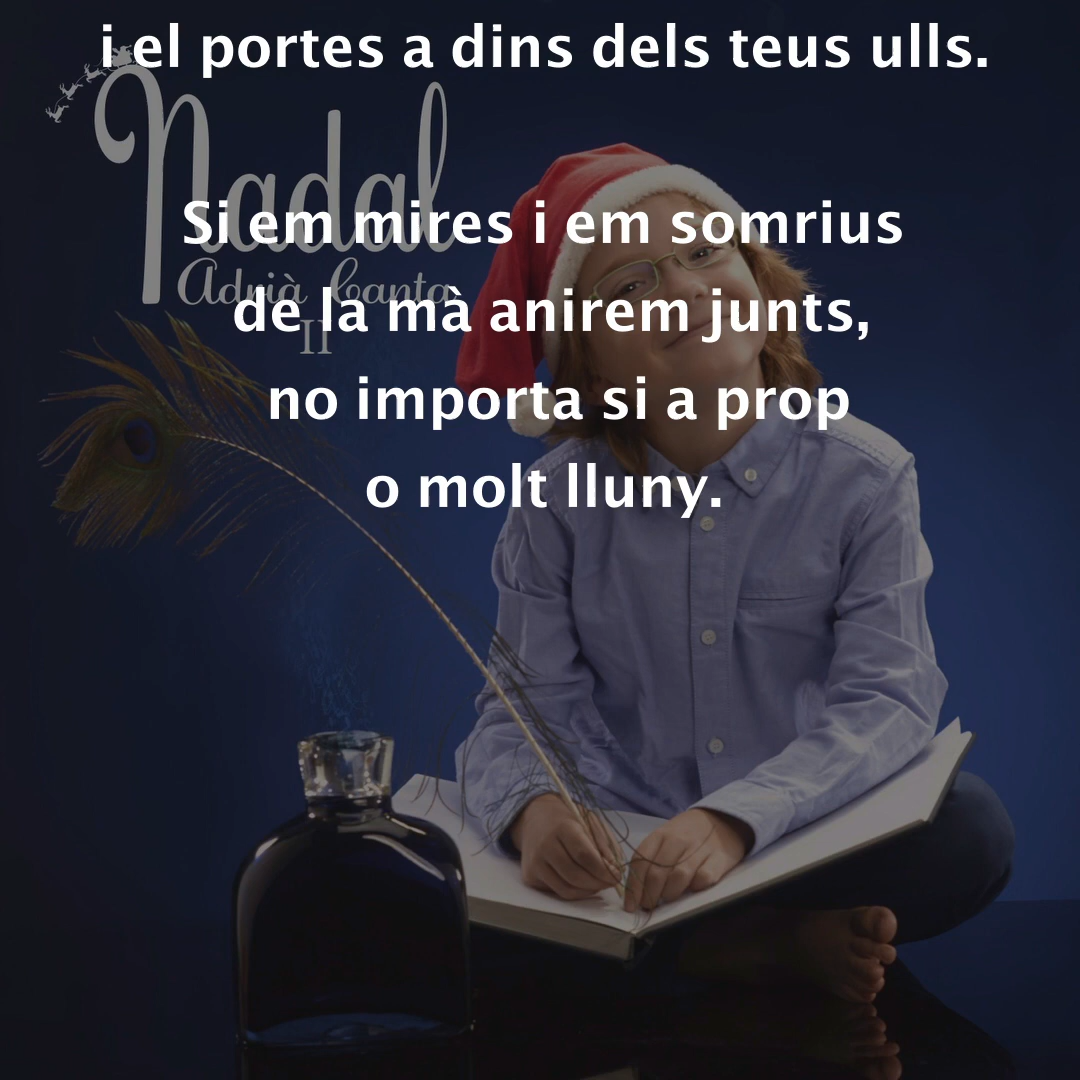 i el portes a dins dels teus ulls.
Nadal
Si em mires i em somrius
Adrià Canta
de la mà anirem junts,
II
no importa si a prop
o molt lluny.